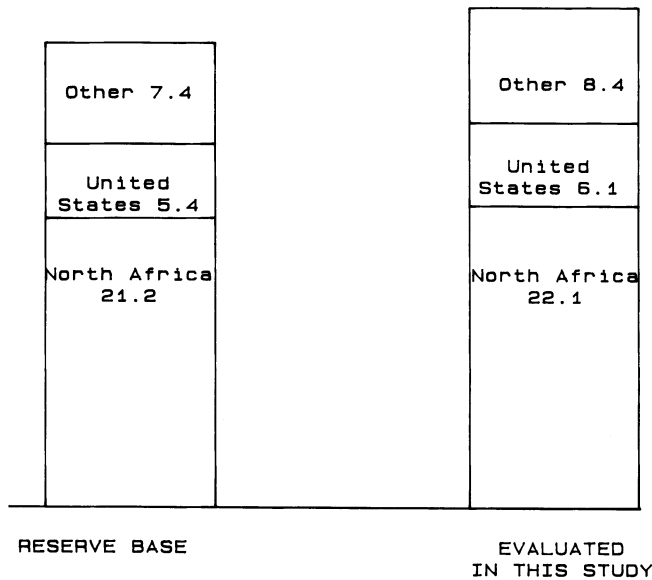 Other 7.4
United
States 5.4
North Africa
21.2
RESERVE BASE
Other 8.4
United
States 6.1
North Africa
22.1
EVALUATED
IN THIS STUDY